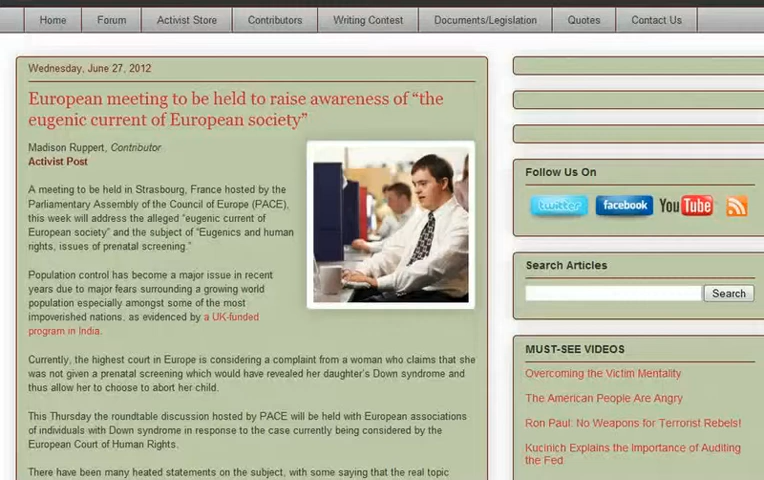 Home Forum Activist Store Contributors Writing Contest Documents/Legislation Quotes Contact Us
Wednesday, June 27, 2012
European meeting to be held to raise awareness of “the
eugenic current of European society”
Madison Ruppert, Contributor
Activist Post
A meeting to be held in Strasbourg, France hosted by the
Parliamentary Assembly of the Council of Europe (PACE),
this week will address the alleged “eugenic current of
European society” and the subject of “Eugenics and human
rights, issues of prenatal screening.”
Population control has become a major issue in recent
years due to major fears surrounding a growing world
population especially amongst some of the most
impoverished nations, as evidenced by a UK-funded
program in India.
Currently, the highest court in Europe is considering a complaint from a woman who claims that she
was not given a prenatal screening which would have revealed her daughter’s Down syndrome and
thus allow her to choose to abort her child.
This Thursday the roundtable discussion hosted by PACE will be held with European associations
of individuals with Down syndrome in response to the case currently being considered by the
European Court of Human Rights.
There have been many heated statements on the subject, with some saying that the real topic
Follow Us On
twitter facebook YouTube
Search Articles
Search
MUST-SEE VIDEOS
Overcoming the Victim Mentality
The American People Are Angry
Ron Paul: No Weapons for Terrorist Rebels!
Kucinich Explains the Importance of Auditing
the Fed